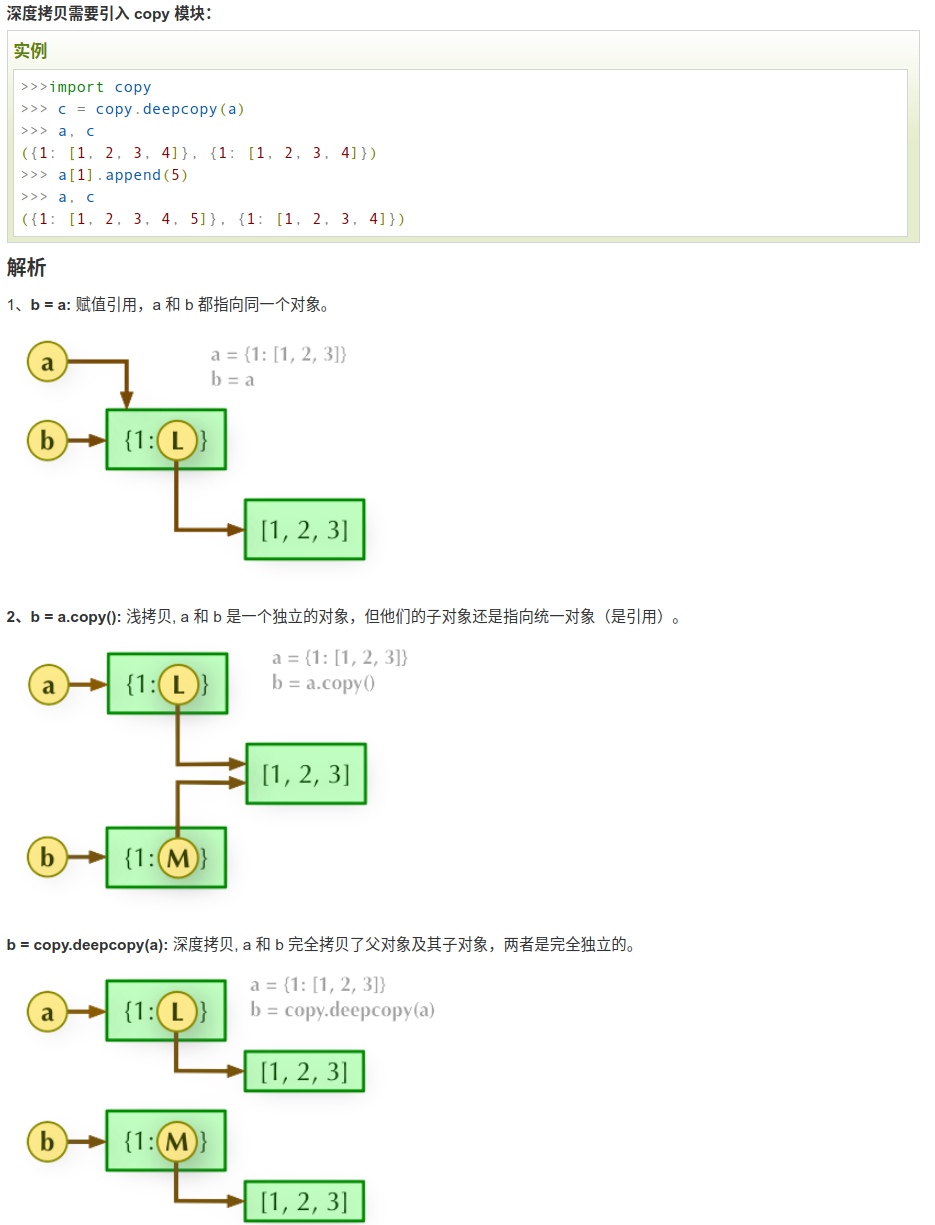 深度拷贝需要引入 copy 模块：
实例
>>>import copy
>>> c = copy.deepcopy(a)
>>> a, c
({1: [1, 2, 3, 4]}, {1: [1, 2, 3, 4]})
>>> a[1].append(5)
>>> a, c
({1: [1, 2, 3, 4, 5]}, {1: [1, 2, 3, 4]})
解析
1、b = a: 赋值引用，a 和 b 都指向同一个对象。
a = {1: [1, 2, 3]}
b = a
a
b
{1: L }
[1, 2, 3]
2、b = a.copy(): 浅拷贝, a 和 b 是一个独立的对象，但他们的子对象还是指向统一对象（是引用）。
a = {1: [1, 2, 3]}
b = a.copy()
a
{1: L }
[1, 2, 3]
b
{1: M }
b = copy.deepcopy(a): 深度拷贝, a 和 b 完全拷贝了父对象及其子对象，两者是完全独立的。
a = {1: [1, 2, 3]}
b = copy.deepcopy(a)
a
{1: L }
[1, 2, 3]
b
{1: M }
[1, 2, 3]